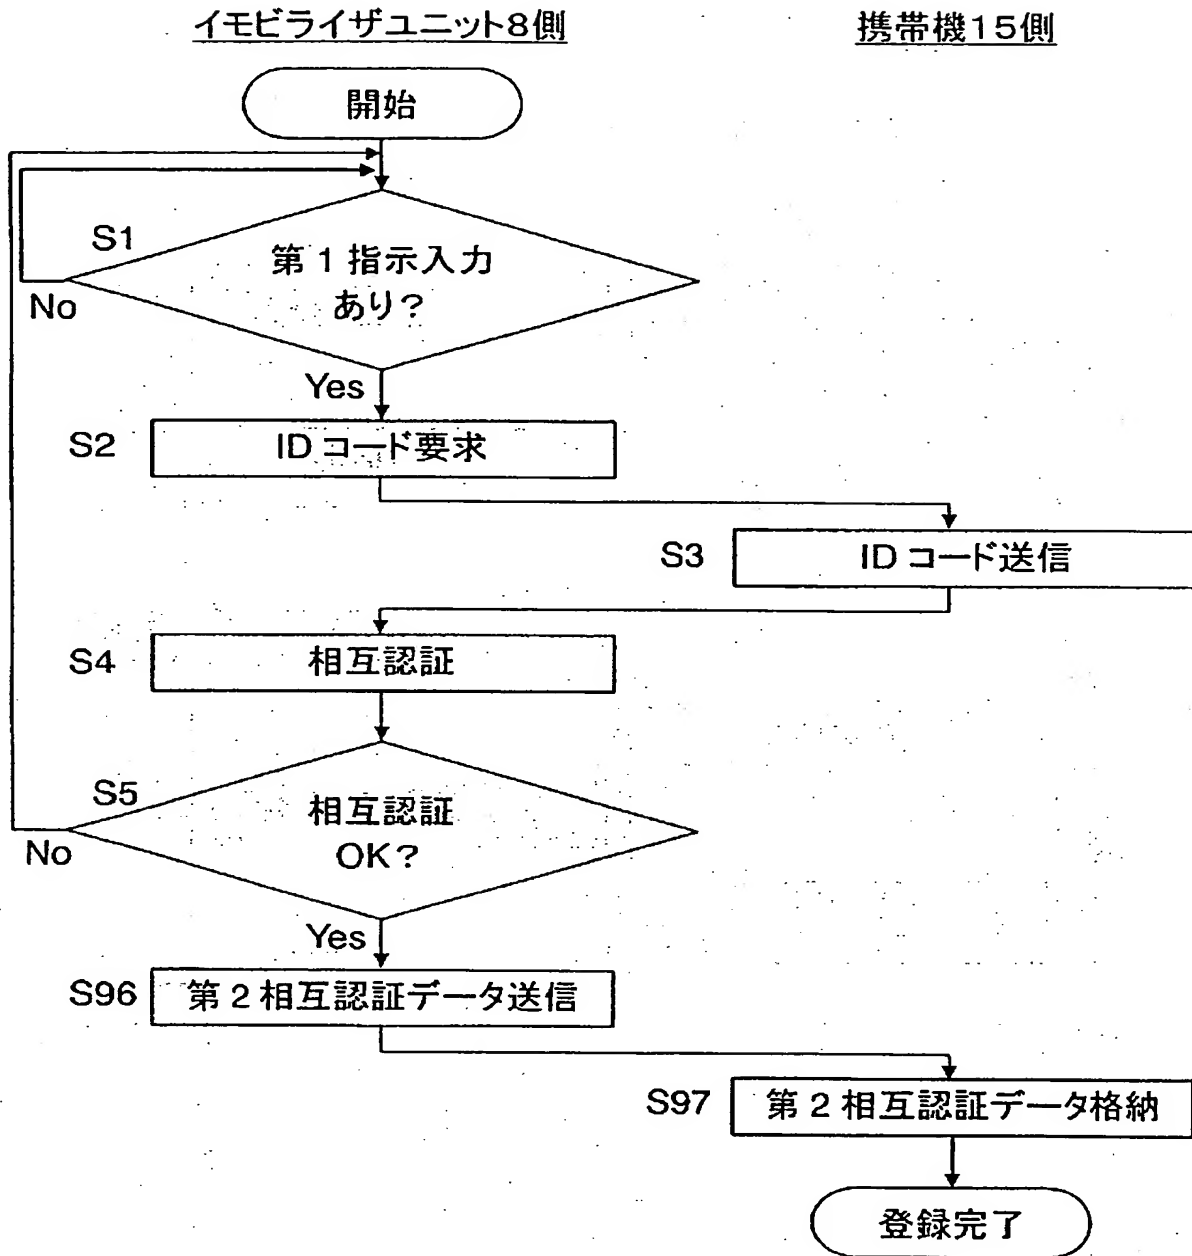 イモビライザユニット8側
携帯機15側
開始
S1
第1指示入力
あり?
No
Yes
S2
IDコード要求
S3
IDコード送信
S4
相互認証
S5
相互認証
OK?
No
Yes
S96
第2相互認証データ送信
S97
第2相互認証データ格納
登録完了